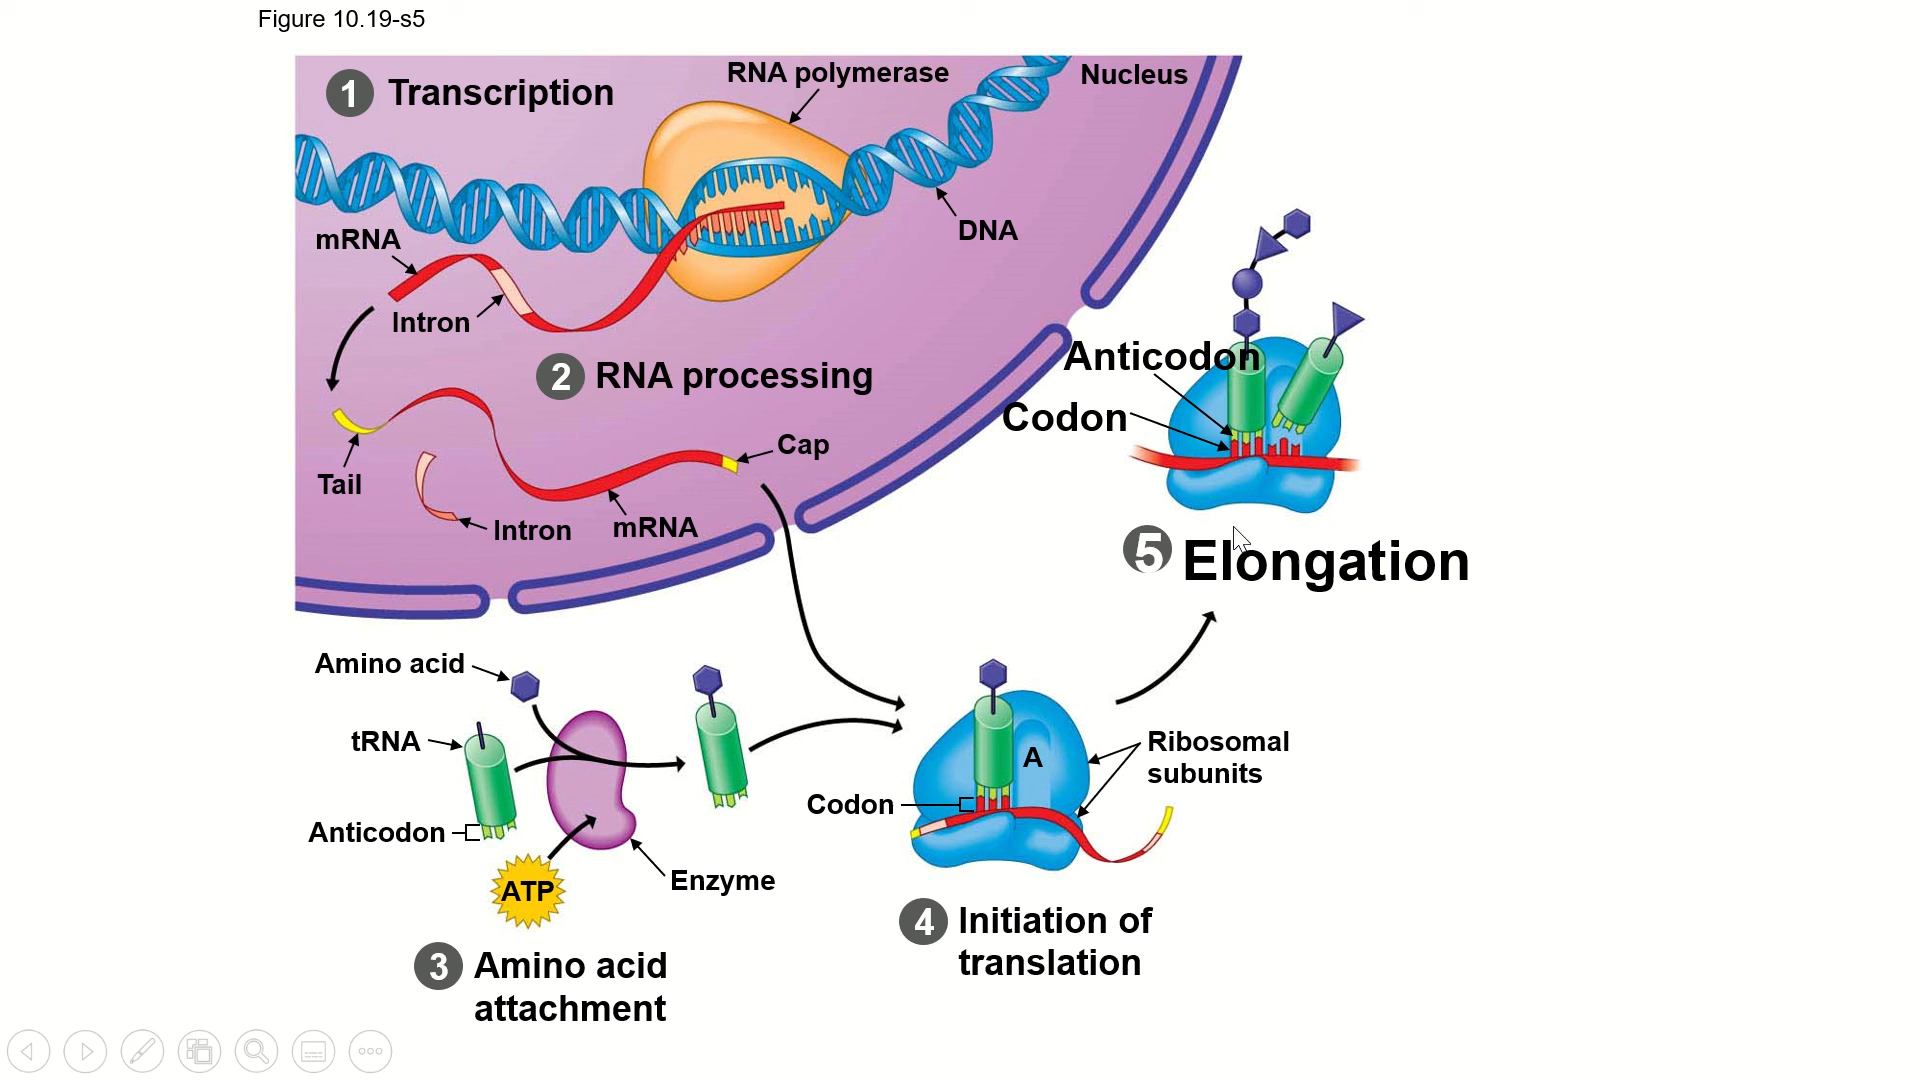 Figure 10.19-s5
1 Transcription
RNA polymerase
Nucleus
DNA
mRNA
Intron
2 RNA processing
Cap
Tail
Intron
mRNA
Anticodon
Codon
5 Elongation
Amino acid
tRNA
Anticodon
ATP
Enzyme
3 Amino acid
attachment
A
Codon
Ribosomal
subunits
4 Initiation of
translation